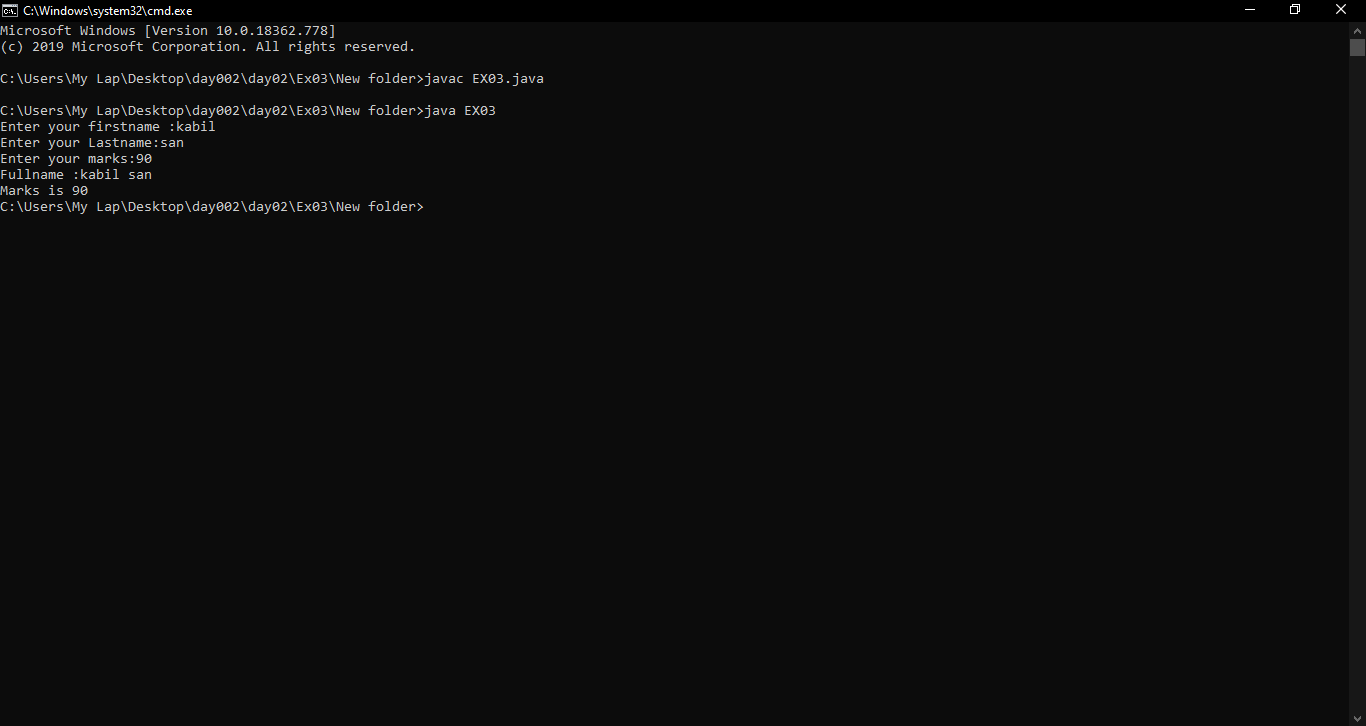 C:\Windows\system32\cmd.exe
Microsoft Windows [Version 10.0.18362.778]
(c) 2019 Microsoft Corporation. All rights reserved.
C:\Users\My Lap\Desktop\day002\day02\Ex03\New folder>javac EX03.java
C:\Users\My Lap\Desktop\day002\day02\Ex03\New folder>java EX03
Enter your firstname :kabil
Enter your Lastname:san
Enter your marks:90
Fullname :kabil san
Marks is 90
C:\Users\My Lap\Desktop\day002\day02\Ex03\New folder>